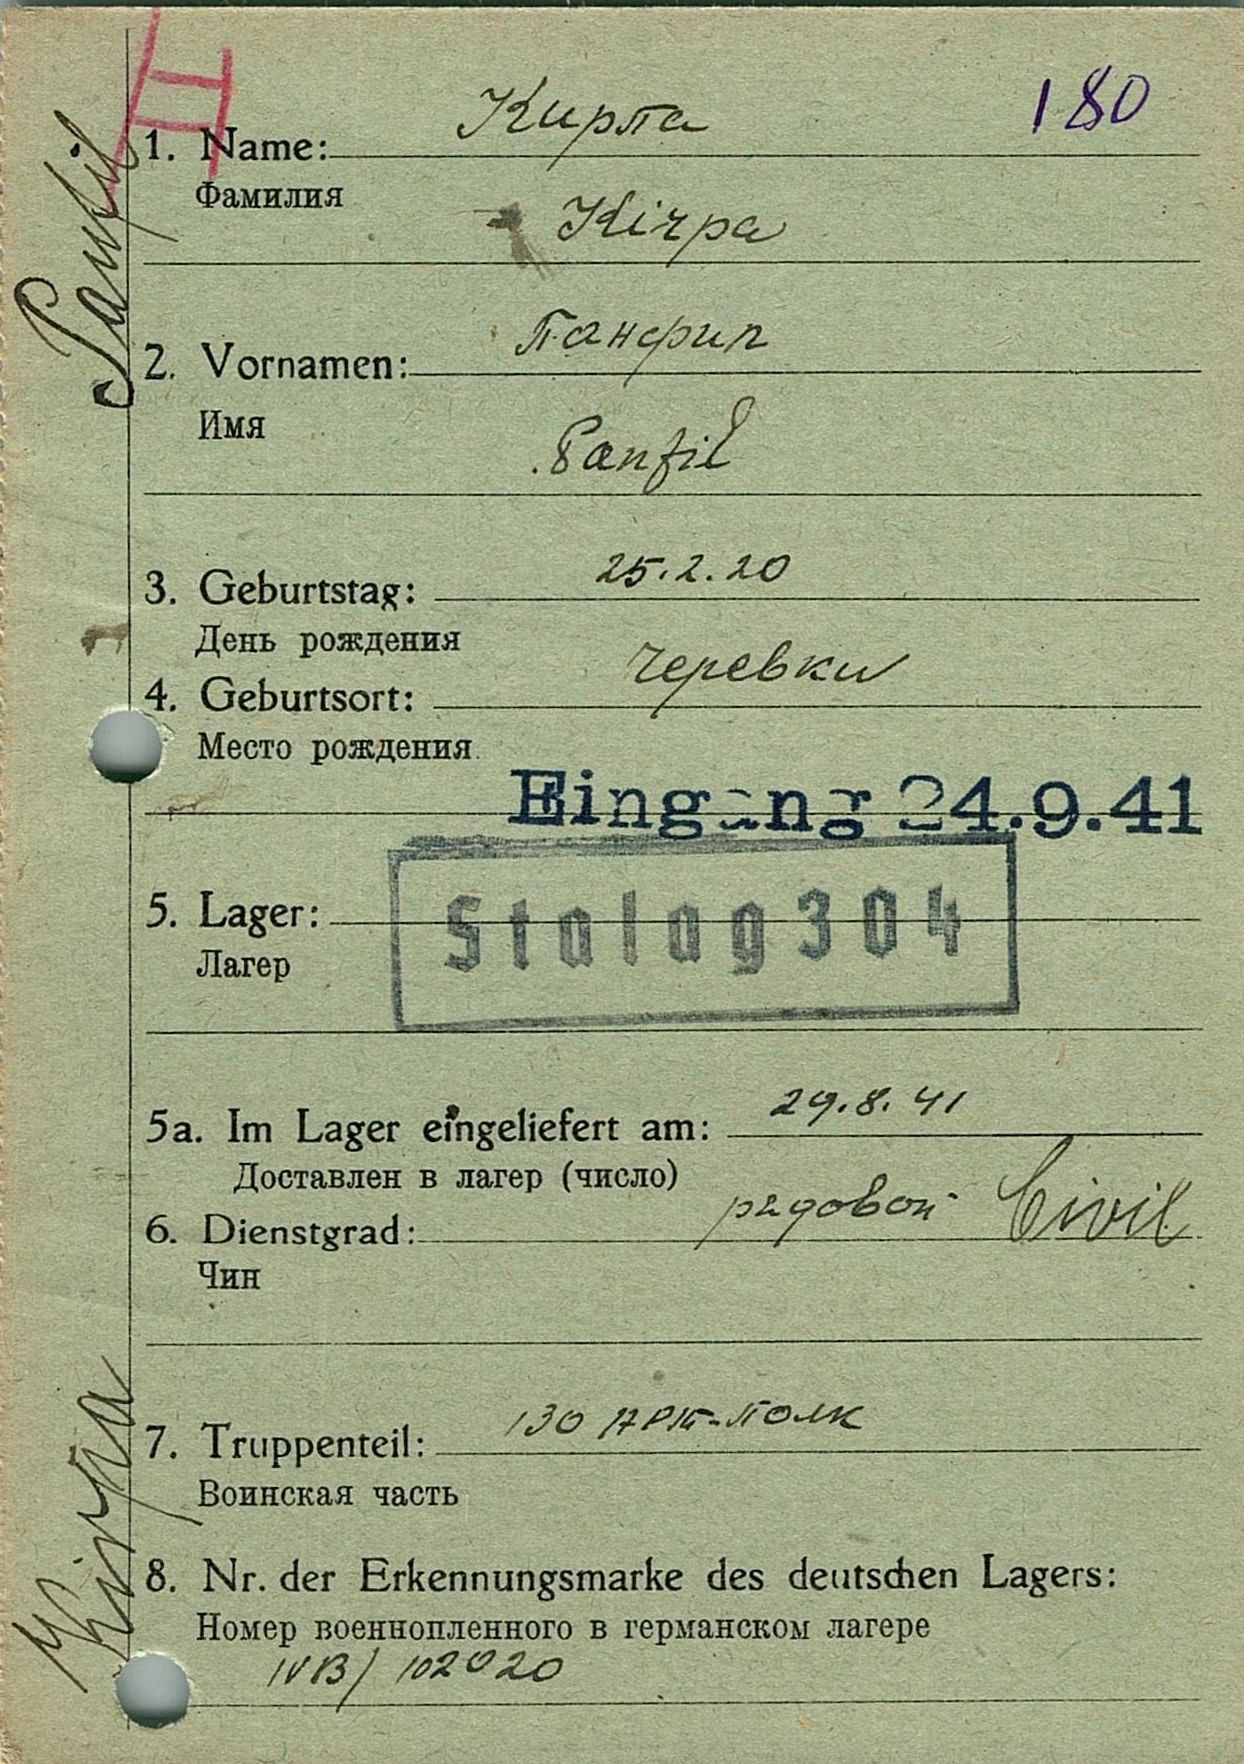 180
Кирпа
1. Name:
Фамилия
Kirpa
Panfil
Панфил
2. Vornamen:
Имя
Panfil
25.2.20
3. Geburtstag:
День рождения
Черевки
4. Geburtsort:
Место рождения
Eingang 24.9.41
5. Lager: Stalag 304
Лагер
5a. Im Lager eingeliefert am: 29.8.41
Доставлен в лагер (число)
6. Dienstgrad: рядовой Civil
Чин
7. Truppenteil: 130 арт-полк
Воинская часть
Kirpa
8. Nr. der Erkennungsmarke des deutschen Lagers:
Номер военнопленного в германском лагере
IVB/ 102020